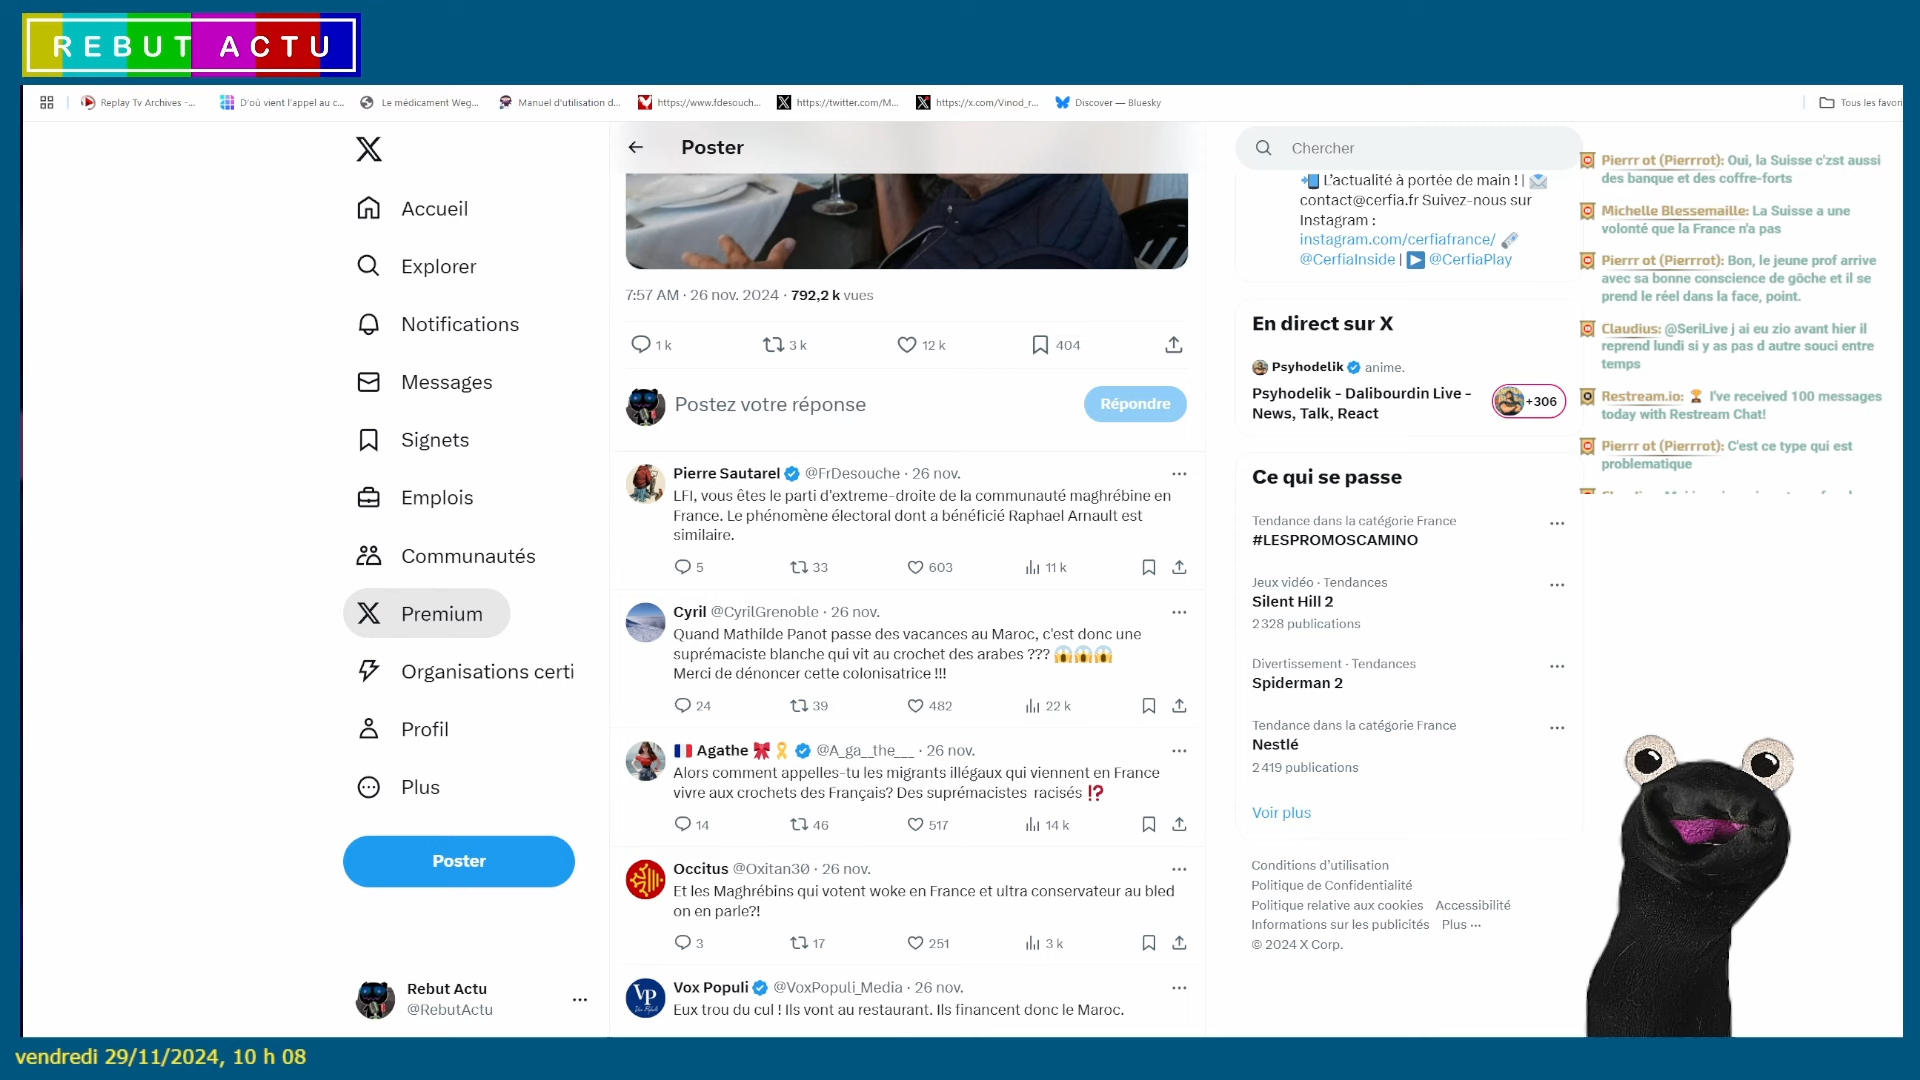 REBUT ACTU
Replay Tv Archives -...
D'où vient l'appel au c...
Le médicament Weg...
Manuel d'utilisation d...
https://www.fdesouch...
https://twitter.com/M...
https://x.com/Vinod_r...
Discover — Bluesky
Tous les favor
Accueil
Explorer
Notifications
Messages
Signets
Emplois
Communautés
Premium
Organisations certi
Profil
Plus
Poster
Rebut Actu
@RebutActu
Poster
7:57 AM · 26 nov. 2024 · 792,2 k vues
1 k
3 k
12 k
404
Postez votre réponse
Répondre
Pierre Sautarel @FrDesouche · 26 nov.
LFI, vous êtes le parti d'extreme-droite de la communauté maghrébine en
France. Le phénomène électoral dont a bénéficié Raphael Arnault est
similaire.
5
33
603
11 k
Cyril @CyrilGrenoble · 26 nov.
Quand Mathilde Panot passe des vacances au Maroc, c'est donc une
suprémaciste blanche qui vit au crochet des arabes ??? 😱😱😱
Merci de dénoncer cette colonisatrice !!!
24
39
482
22 k
🇫🇷 Agathe 🎀🎗️ @A_ga__the___ · 26 nov.
Alors comment appelles-tu les migrants illégaux qui viennent en France
vivre aux crochets des Français? Des suprémacistes racisés ⁉️
14
46
517
14 k
Occitus @Oxitan30 · 26 nov.
Et les Maghrébins qui votent woke en France et ultra conservateur au bled
on en parle?!
3
17
251
3 k
VP
Vox Populi @VoxPopuli_Media · 26 nov.
Eux trou du cul ! Ils vont au restaurant. Ils financent donc le Maroc.
Chercher
📲 L'actualité à portée de main ! | 📩
contact@cerfia.fr Suivez-nous sur
Instagram :
instagram.com/cerfiafrance/ 🗞️
@CerfiaInside | ▶️ @CerfiaPlay
En direct sur X
Psyhodelik anime.
Psyhodelik - Dalibourdin Live -
News, Talk, React
+306
Ce qui se passe
Tendance dans la catégorie France
#LESPROMOSCAMINO
Jeux vidéo · Tendances
Silent Hill 2
2 328 publications
Divertissement · Tendances
Spiderman 2
Tendance dans la catégorie France
Nestlé
2 419 publications
Voir plus
Conditions d'utilisation
Politique de Confidentialité
Politique relative aux cookies Accessibilité
Informations sur les publicités Plus ···
© 2024 X Corp.
Pierrr ot (Pierrrot): Oui, la Suisse c'zst aussi
des banque et des coffre-forts
Michelle Blessemaille: La Suisse a une
volonté que la France n'a pas
Pierrr ot (Pierrrot): Bon, le jeune prof arrive
avec sa bonne conscience de gôche et il se
prend le réel dans la face, point.
Claudius: @SeriLive j ai eu zio avant hier il
reprend lundi si y as pas d autre souci entre
temps
Restream.io: 🏆 I've received 100 messages
today with Restream Chat!
Pierrr ot (Pierrrot): C'est ce type qui est
problematique
vendredi 29/11/2024, 10 h 08